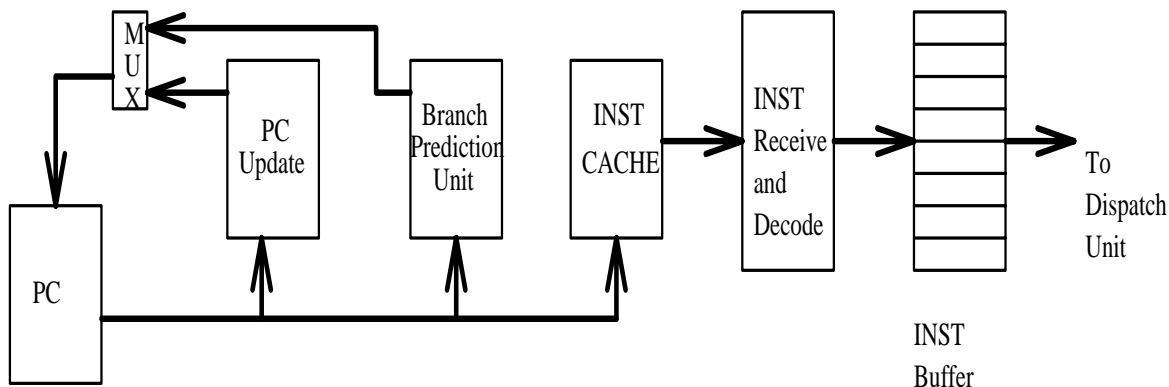 M
U
X
PC
Update
Branch
Prediction
Unit
INST
CACHE
INST
Receive
and
Decode
To
Dispatch
Unit
PC
INST
Buffer